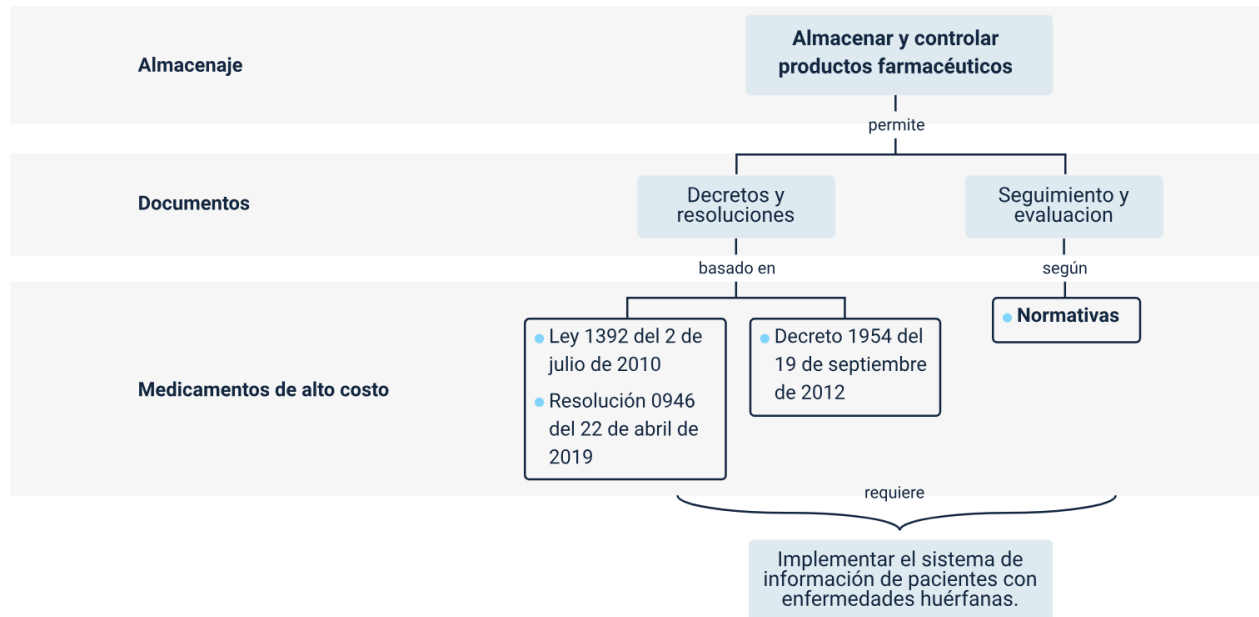 Almacenaje
Almacenar y controlar
productos farmacéuticos
permite
Documentos
Decretos y
resoluciones
Seguimiento y
evaluacion
basado en
según
Medicamentos de alto costo
Ley 1392 del 2 de
julio de 2010
Resolución 0946
del 22 de abril de
2019
Decreto 1954 del
19 de septiembre
de 2012
Normativas
requiere
Implementar el sistema de
información de pacientes con
enfermedades huérfanas.